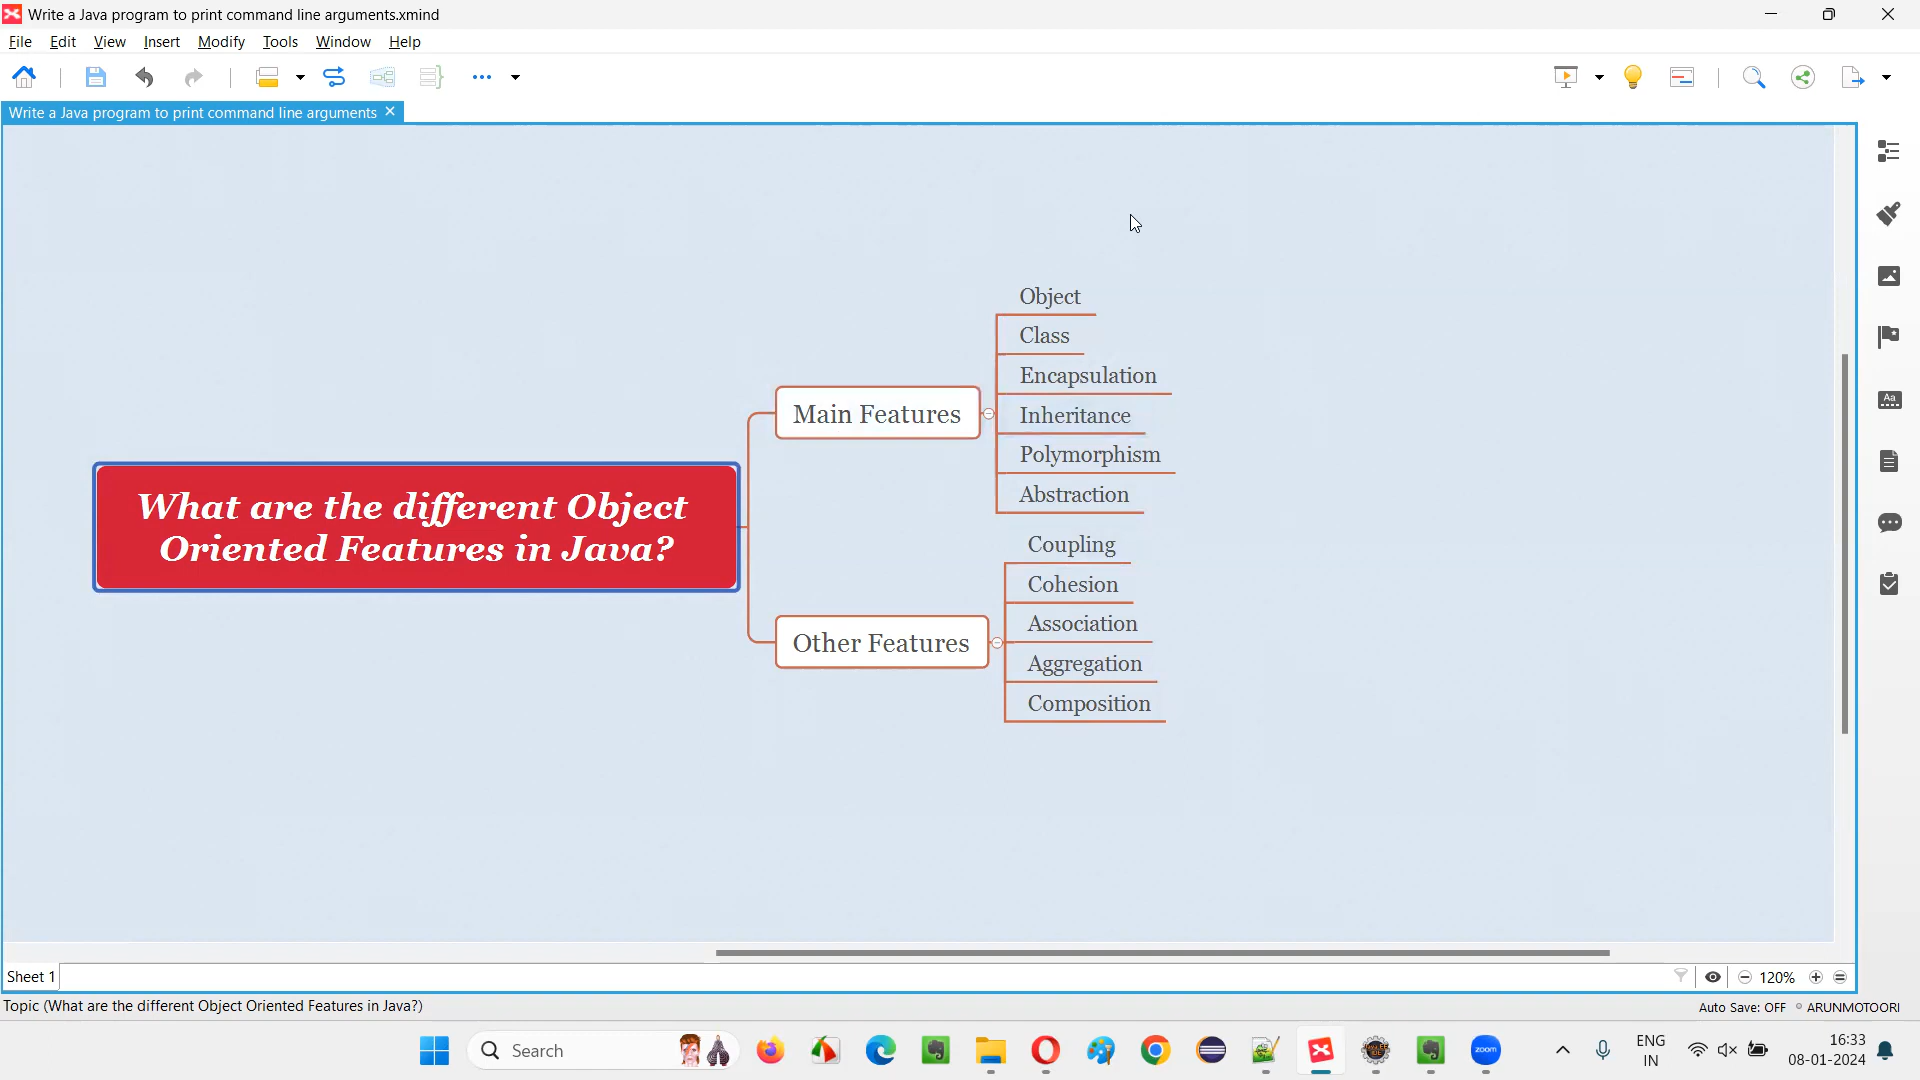 Write a Java program to print command line arguments.xmind
File Edit View Insert Modify Tools Window Help
Write a Java program to print command line arguments
Object
Class
Encapsulation
Main Features
Inheritance
Polymorphism
Abstraction
What are the different Object
Oriented Features in Java?
Coupling
Cohesion
Association
Other Features
Aggregation
Composition
Aa
Sheet 1
120%
Topic (What are the different Object Oriented Features in Java?)
Auto Save: OFF ARUNMOTOORI
Search
zoom
ENG
IN
16:33
08-01-2024